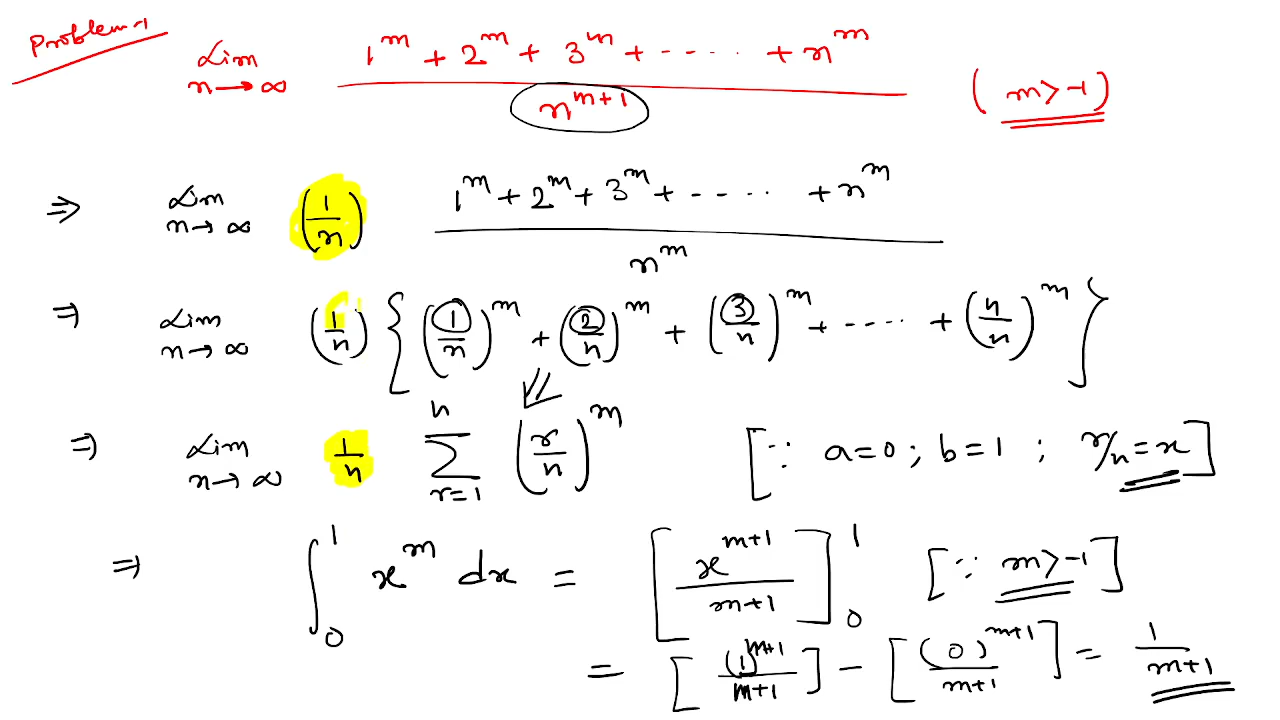 Problem-1
Lim n→∞ (1^m + 2^m + 3^m + ---- + n^m) / n^{m+1} (m>-1)
⇒ Lim n→∞ (1/n) (1^m + 2^m + 3^m + ----- + n^m) / n^m
⇒ Lim n→∞ (1/n) { (1/n)^m + (2/n)^m + (3/n)^m + ----- + (n/n)^m }
⇒ Lim n→∞ 1/n ∑_{r=1}^{n} (r/n)^m [∵ a=0; b=1; r/n=x]
⇒ ∫_0^1 x^m dx = [x^{m+1} / m+1]_0^1 [∵ m>-1]
= [(1)^{m+1} / m+1] - [(0)^{m+1} / m+1] = 1 / m+1